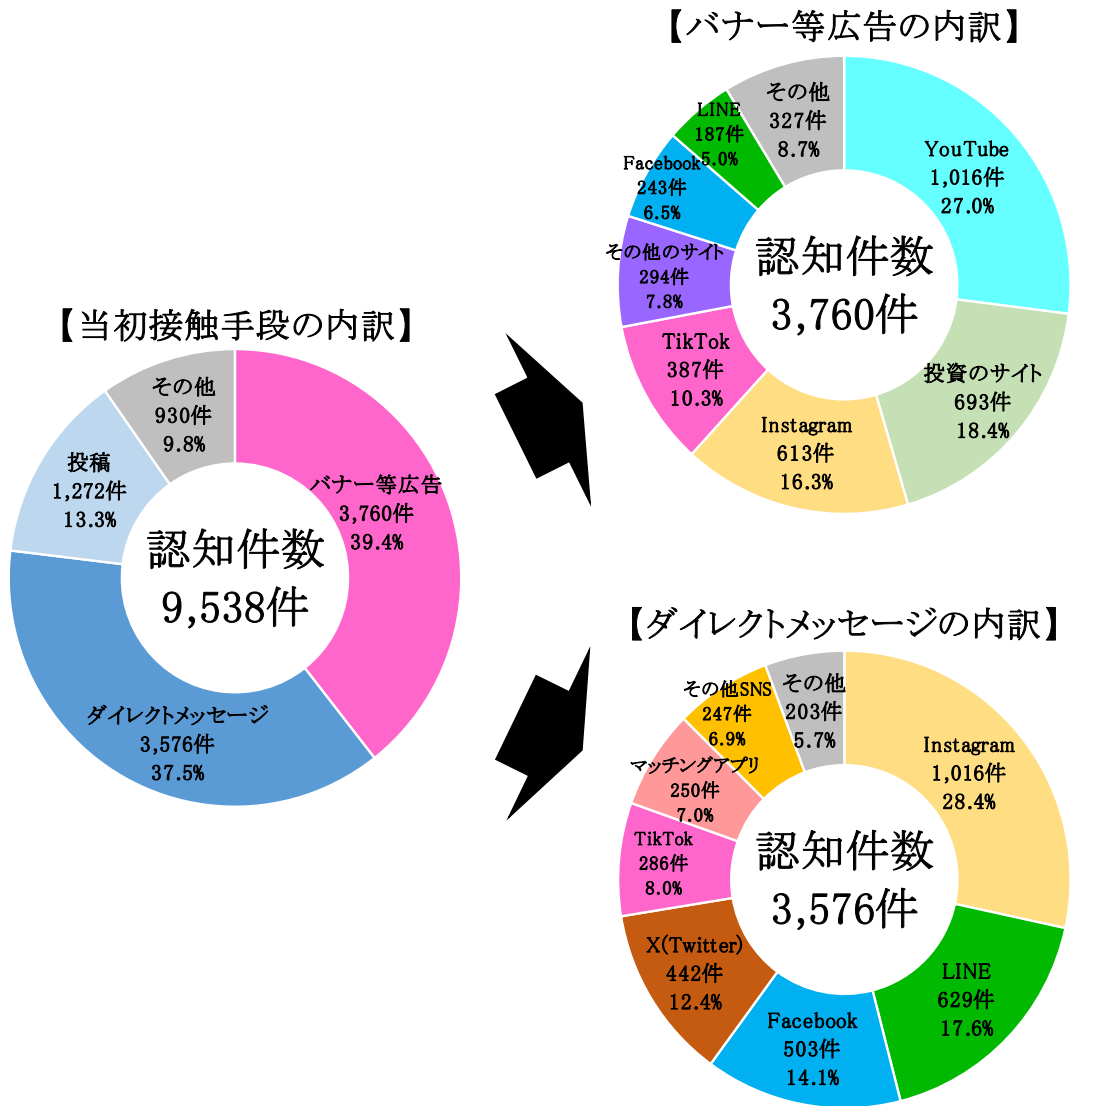 【当初接触手段の内訳】
その他
930件
9.8%
投稿
1,272件
13.3%
バナー等広告
3,760件
39.4%
認知件数
9,538件
ダイレクトメッセージ
3,576件
37.5%
【バナー等広告の内訳】
YouTube
1,016件
27.0%
投資のサイト
693件
18.4%
Instagram
613件
16.3%
TikTok
387件
10.3%
その他のサイト
294件
7.8%
Facebook
243件
6.5%
LINE
187件
5.0%
その他
327件
8.7%
認知件数
3,760件
【ダイレクトメッセージの内訳】
Instagram
1,016件
28.4%
LINE
629件
17.6%
Facebook
503件
14.1%
X(Twitter)
442件
12.4%
TikTok
286件
8.0%
マッチングアプリ
250件
7.0%
その他SNS
247件
6.9%
その他
203件
5.7%
認知件数
3,576件